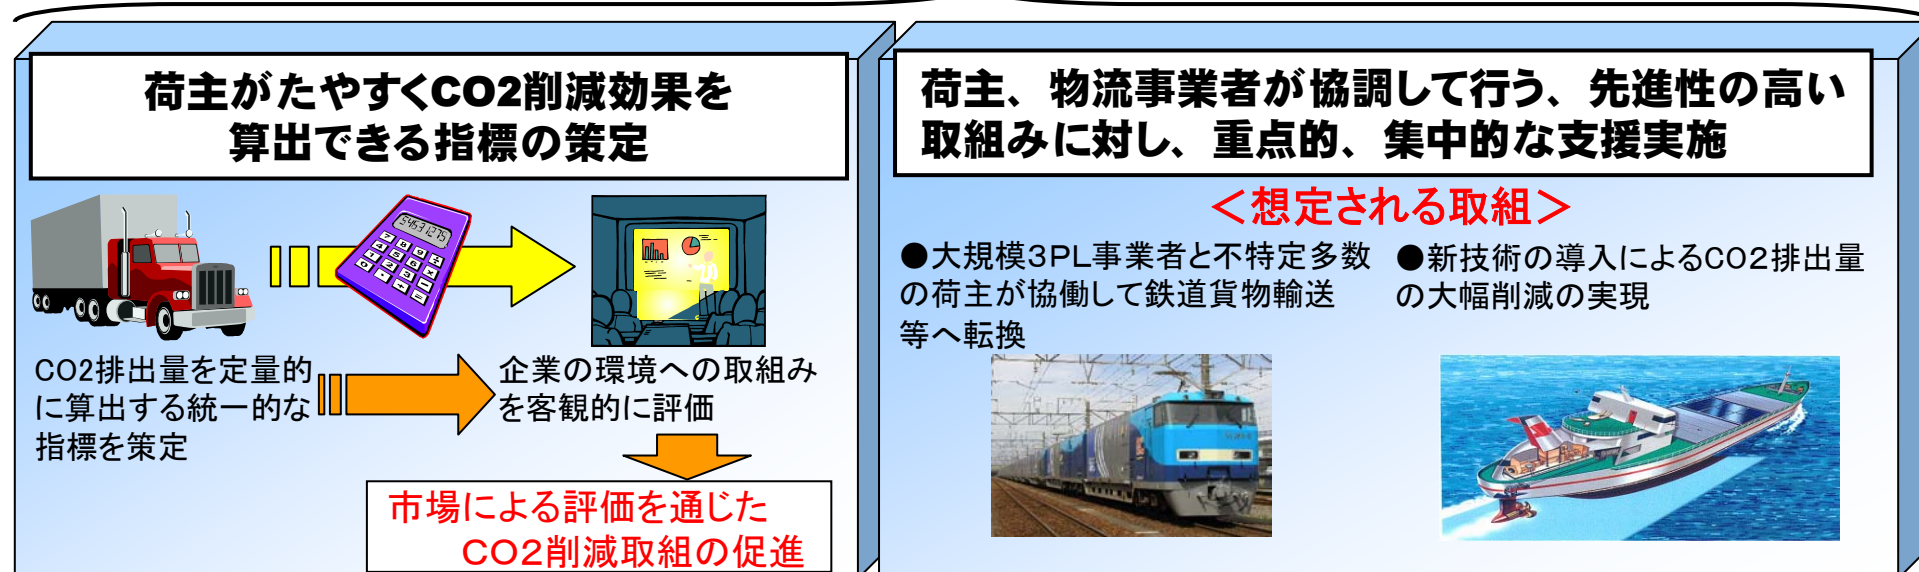 荷主がたやすくCO2削減効果を
算出できる指標の策定
54631275
CO2排出量を定量的
に算出する統一的な
指標を策定
企業の環境への取組み
を客観的に評価
市場による評価を通じた
CO2削減取組の促進
荷主、物流事業者が協調して行う、先進性の高い
取組みに対し、重点的、集中的な支援実施
＜想定される取組＞
●大規模3PL事業者と不特定多数
の荷主が協働して鉄道貨物輸送
等へ転換
●新技術の導入によるCO2排出量
の大幅削減の実現